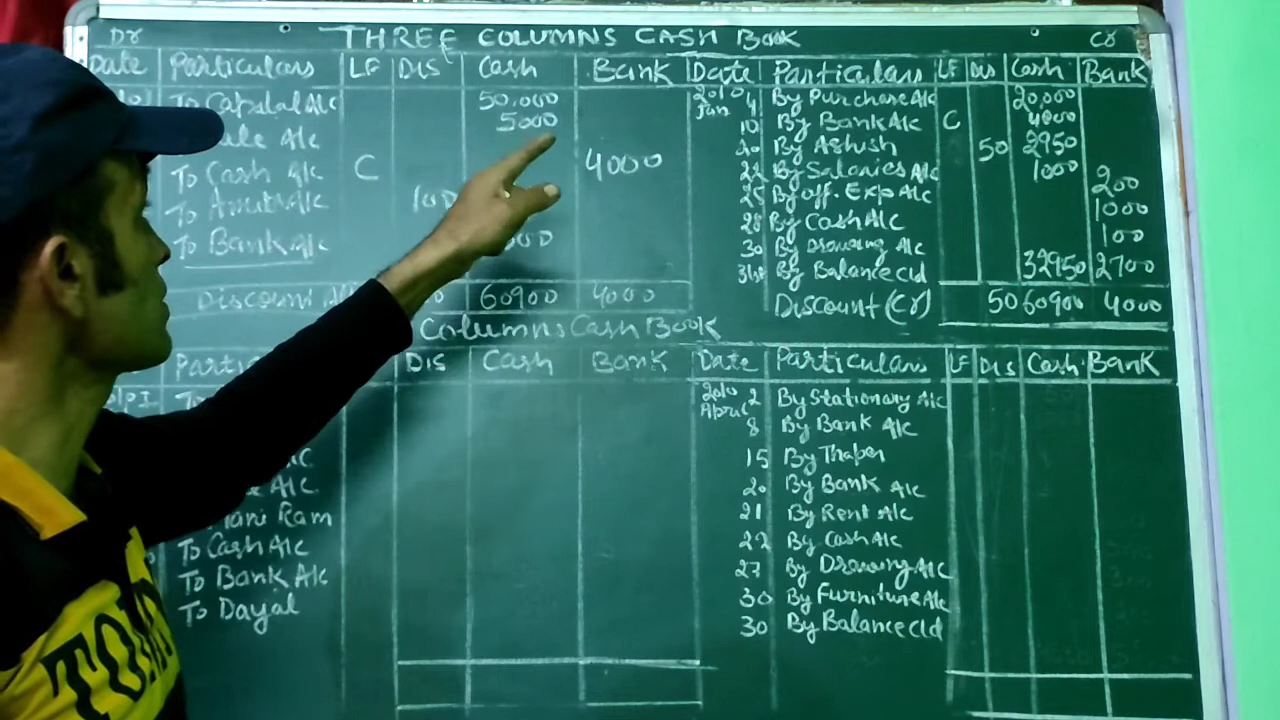 Dr THREE COLUMNS CASH BOOK Cr
Date Particulars LF DIS Cash Bank Date Particulars LF Dis Cash Bank
To Capital A/c 50,000 2010 Jan 4 By Purchase A/c 20,000
A/c 5000 10 By Bank A/c C 4000
20 By Ashish 50 2950
To Cash A/c C 4000 22 By Salaries A/c 1000
To A/c 25 By off. Exp A/c 200
28 By Cash A/c 1000
To Bank A/c 30 By Drawing A/c 100
By Balance C/d 32950 2700
Discount 60900 4000 Discount (Cr) 50 60900 4000
Columns Cash Book
DIS Cash Bank Date Particulars LF Dis Cash Bank
2010 April 2 By Stationary A/c
8 By Bank A/c
15 By Thaper
A/c 20 By Bank A/c
Mani Ram 21 By Rent A/c
To Cash A/c 22 By Cash A/c
To Bank A/c 27 By Drawing A/c
To Dayal 30 By Furniture A/c
30 By Balance C/d